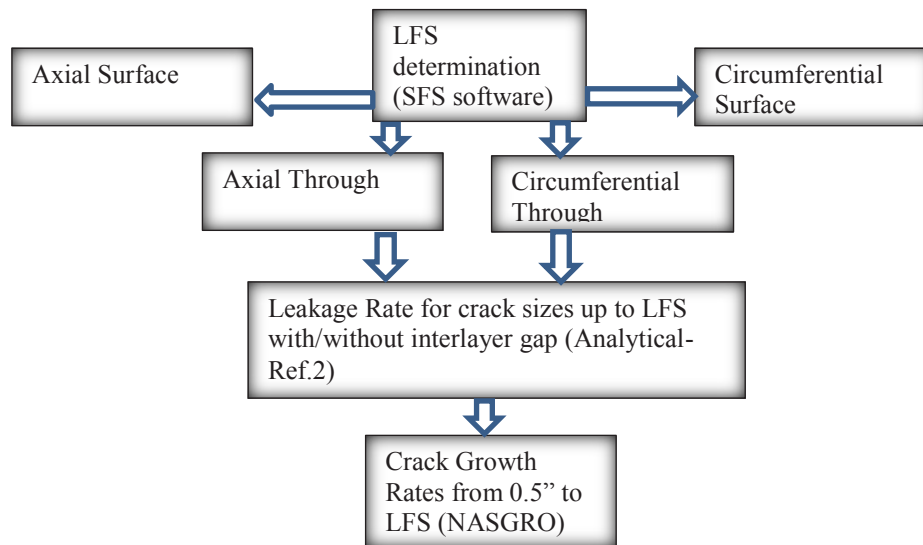 LFS
determination
(SFS software)
Axial Surface
Circumferential
Surface
Axial Through
Circumferential
Through
Leakage Rate for crack sizes up to LFS
with/without interlayer gap (Analytical-
Ref.2)
Crack Growth
Rates from 0.5” to
LFS (NASGRO)